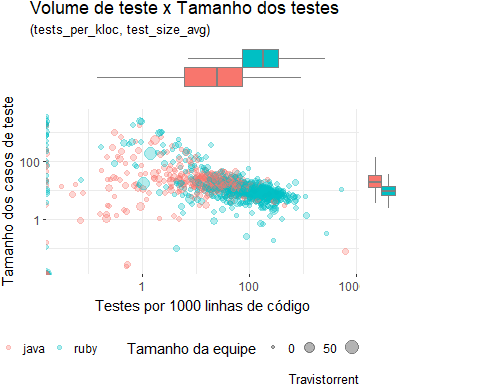 Volume de teste x Tamanho dos testes
(tests_per_kloc, test_size_avg)
Tamanho dos casos de teste
100
1
1
100
100
Testes por 1000 linhas de código
java
ruby
Tamanho da equipe
0
50
Travistorrent